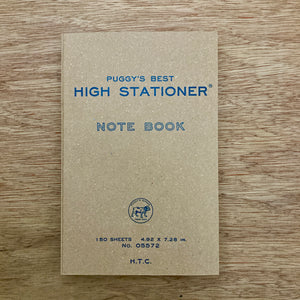 PUGGY'S BEST
HIGH STATIONER®
NOTE BOOK
150 SHEETS 4.92 X 7.28 in.
No. 05572
H.T.C.